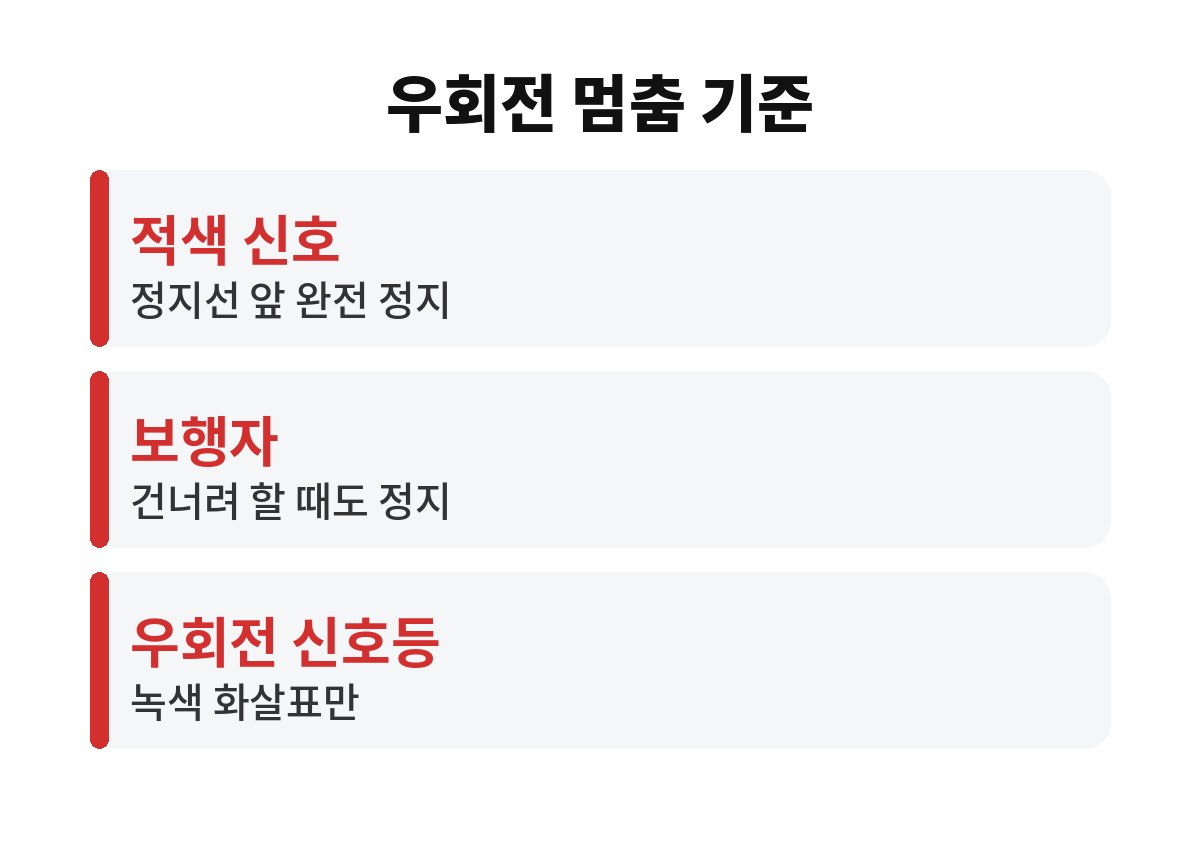 우회전 멈춤 기준
적색 신호
정지선 앞 완전 정지
보행자
건너려 할 때도 정지
우회전 신호등
녹색 화살표만